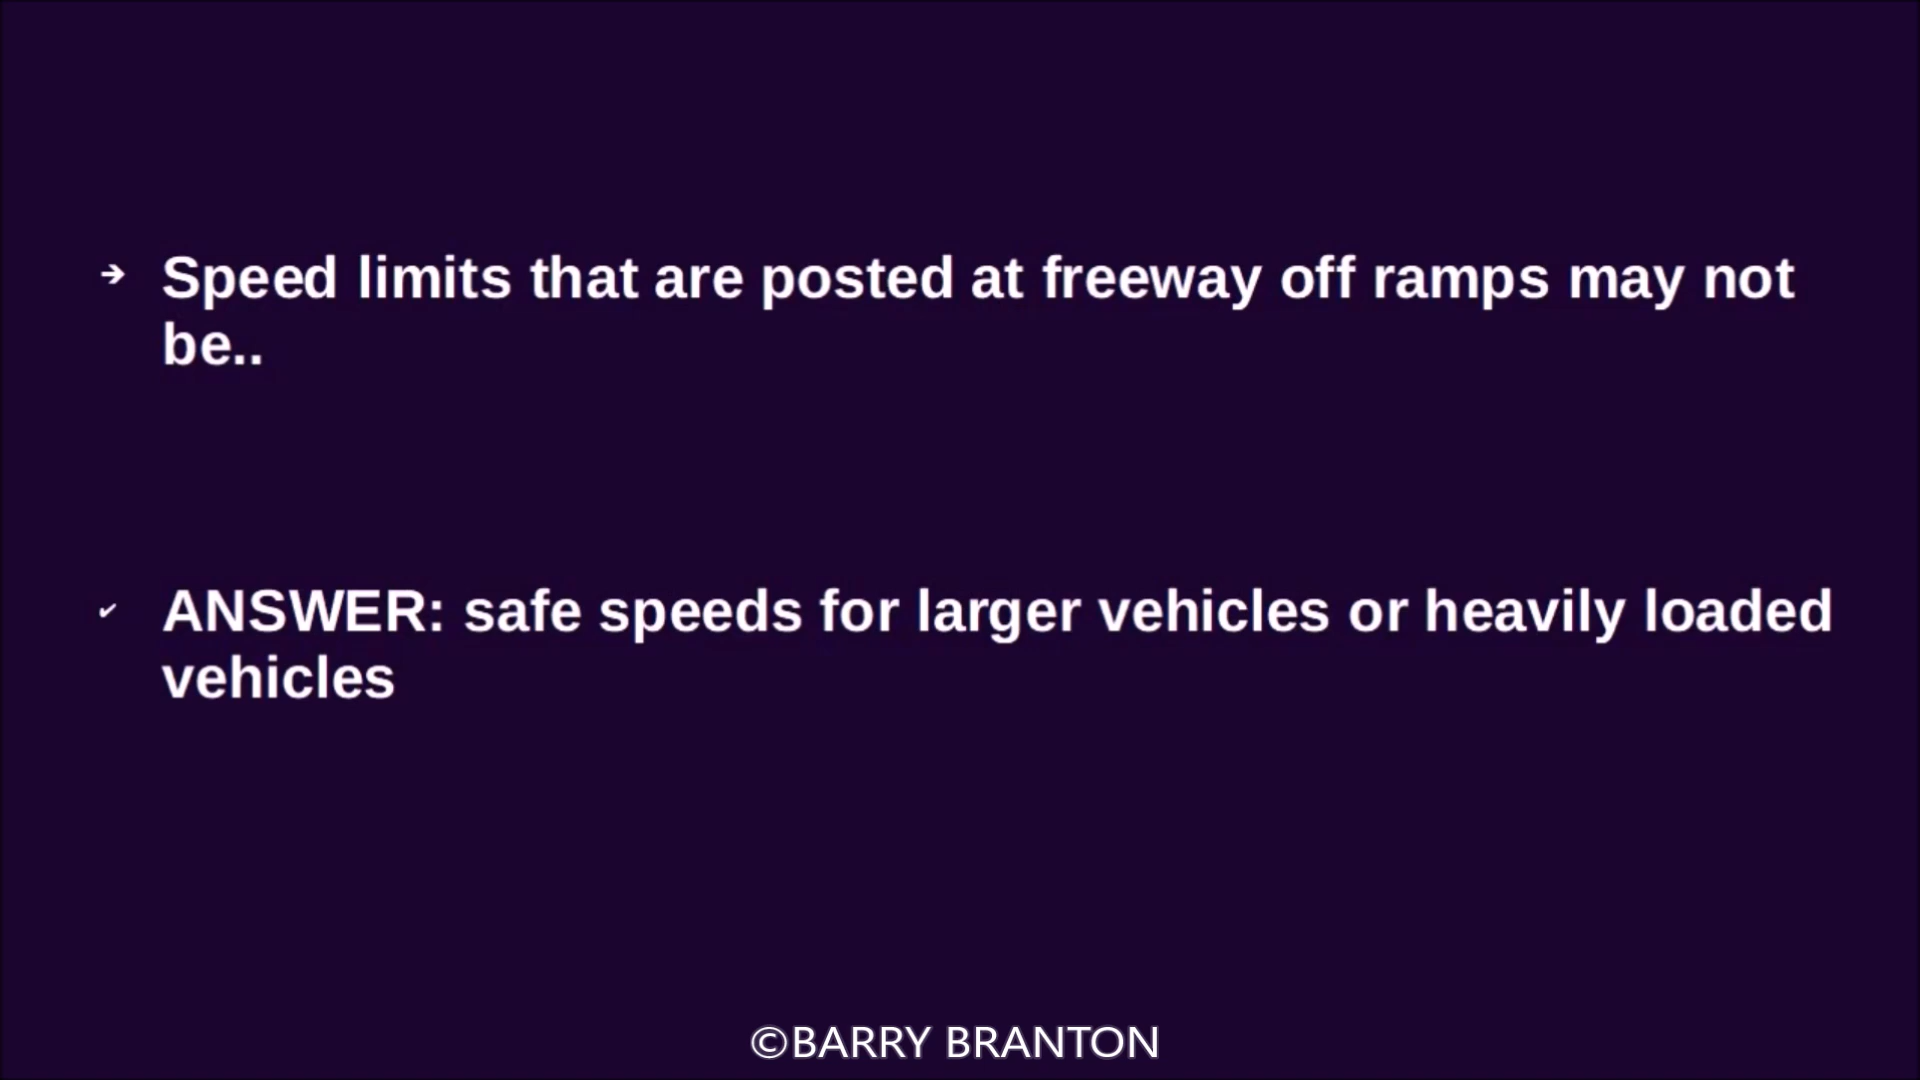 ➔ Speed limits that are posted at freeway off ramps may not
be..
✔ ANSWER: safe speeds for larger vehicles or heavily loaded
vehicles
©BARRY BRANTON